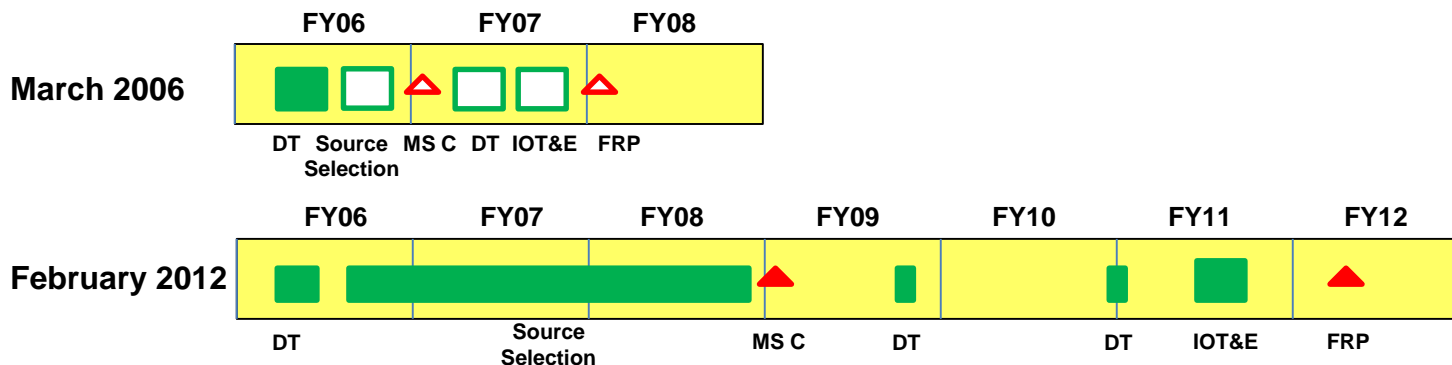 FY06 FY07 FY08
March 2006
DT Source Selection MS C DT IOT&E FRP
FY06 FY07 FY08 FY09 FY10 FY11 FY12
February 2012
DT Source Selection MS C DT DT IOT&E FRP